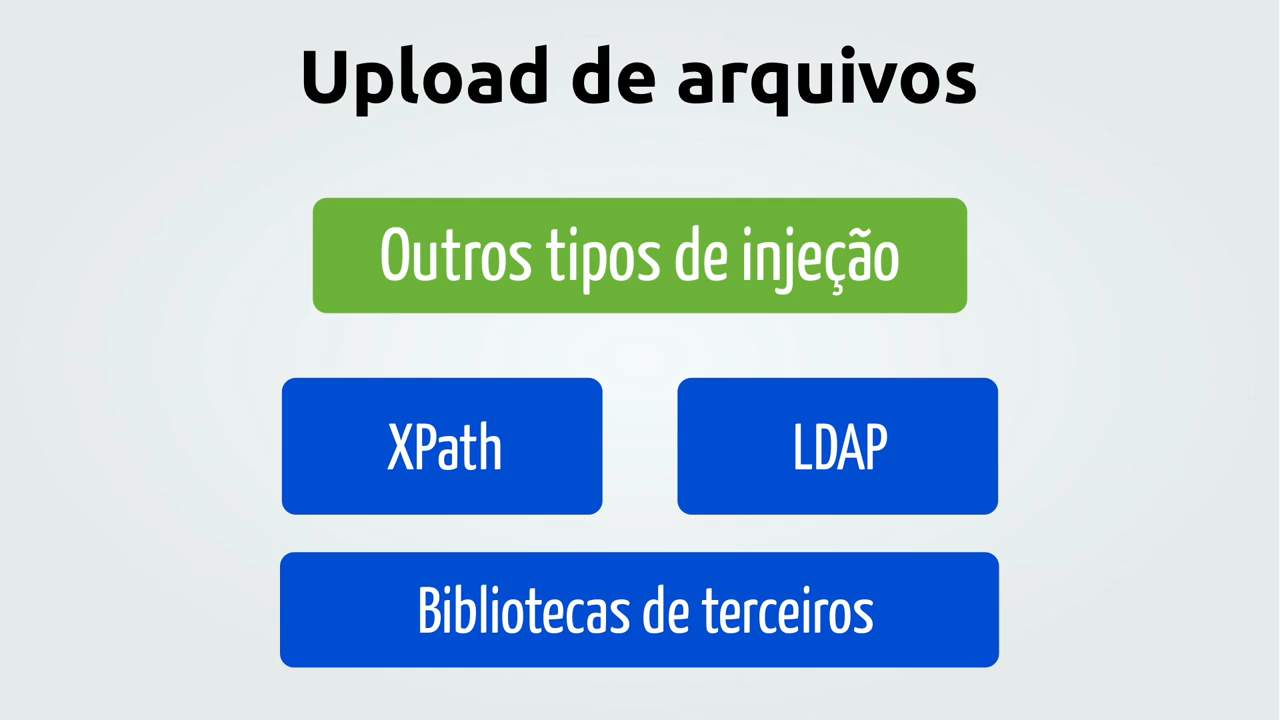 Upload de arquivos
Outros tipos de injeção
XPath
LDAP
Bibliotecas de terceiros